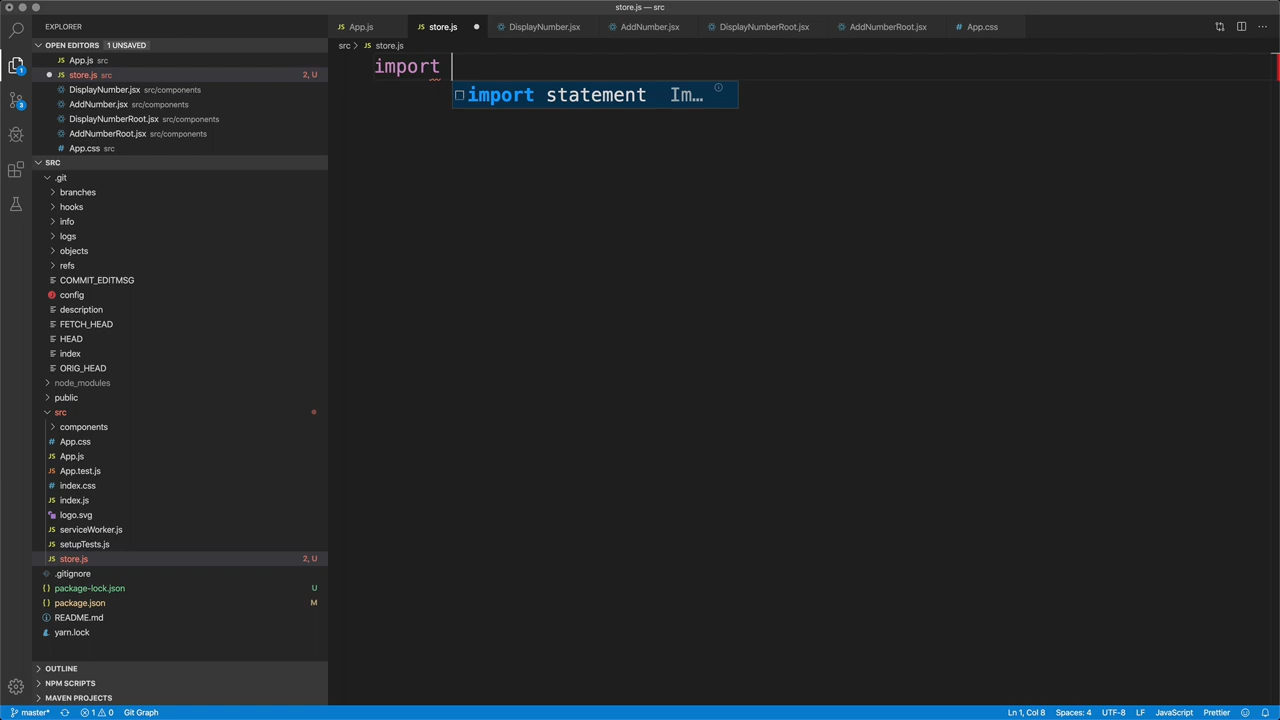 store.js — src
EXPLORER
OPEN EDITORS 1 UNSAVED
App.js src
store.js src 2, U
DisplayNumber.jsx src/components
AddNumber.jsx src/components
DisplayNumberRoot.jsx src/components
AddNumberRoot.jsx src/components
App.css src
SRC
.git
branches
hooks
info
logs
objects
refs
COMMIT_EDITMSG
config
description
FETCH_HEAD
HEAD
index
ORIG_HEAD
node_modules
public
src
components
App.css
App.js
App.test.js
index.css
index.js
logo.svg
serviceWorker.js
setupTests.js
store.js 2, U
.gitignore
package-lock.json U
package.json M
README.md
yarn.lock
OUTLINE
NPM SCRIPTS
MAVEN PROJECTS
App.js store.js DisplayNumber.jsx AddNumber.jsx DisplayNumberRoot.jsx AddNumberRoot.jsx App.css
src > store.js
import
import statement Im…
master* 1 0 Git Graph Ln 1, Col 8 Spaces: 4 UTF-8 LF JavaScript Prettier